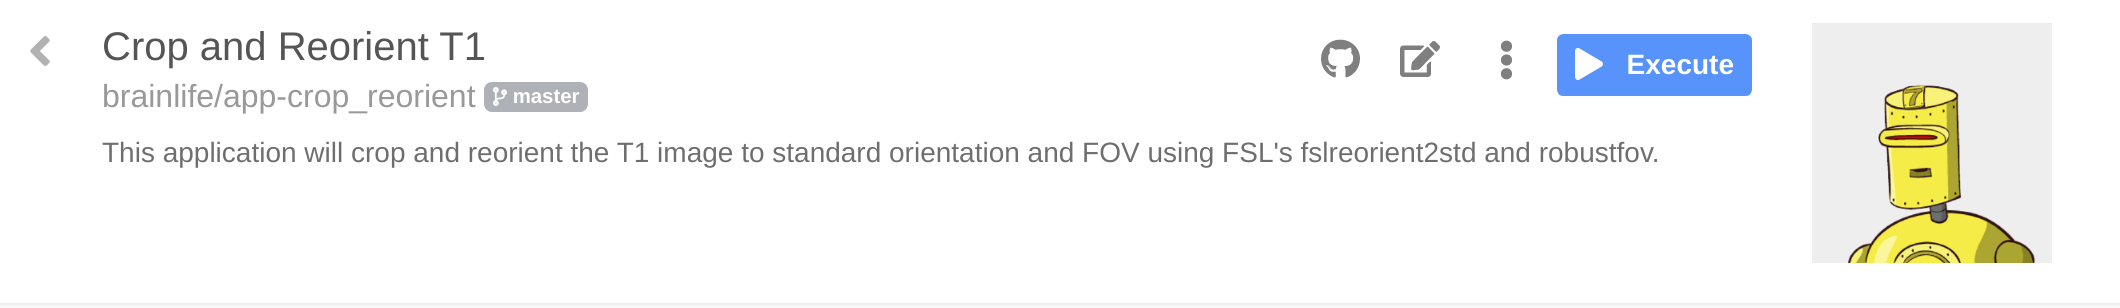 Crop and Reorient T1
Execute
brainlife/app-crop_reorient master
This application will crop and reorient the T1 image to standard orientation and FOV using FSL's fslreorient2std and robustfov.
7